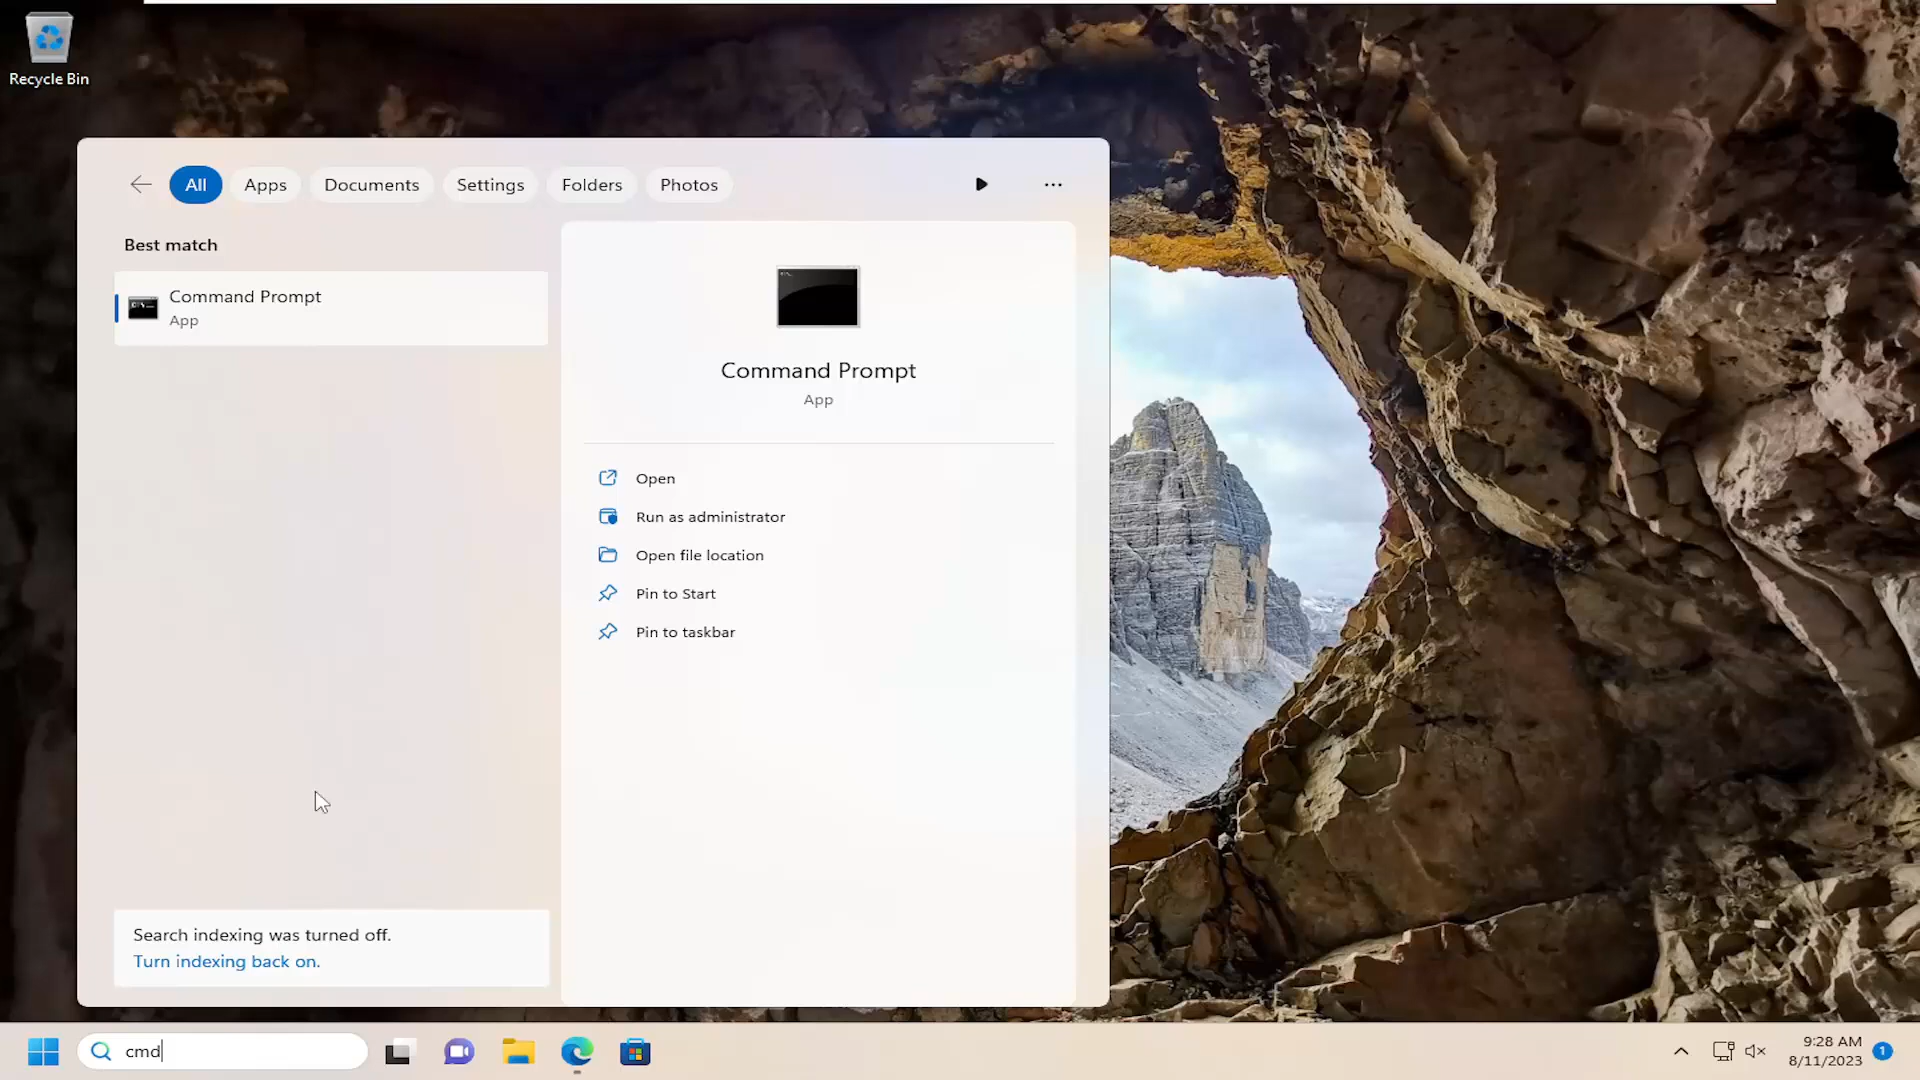 Recycle Bin
All
Apps
Documents
Settings
Folders
Photos
Best match
Command Prompt
App
Command Prompt
App
Open
Run as administrator
Open file location
Pin to Start
Pin to taskbar
Search indexing was turned off.
Turn indexing back on.
cmd
9:28 AM
8/11/2023
1